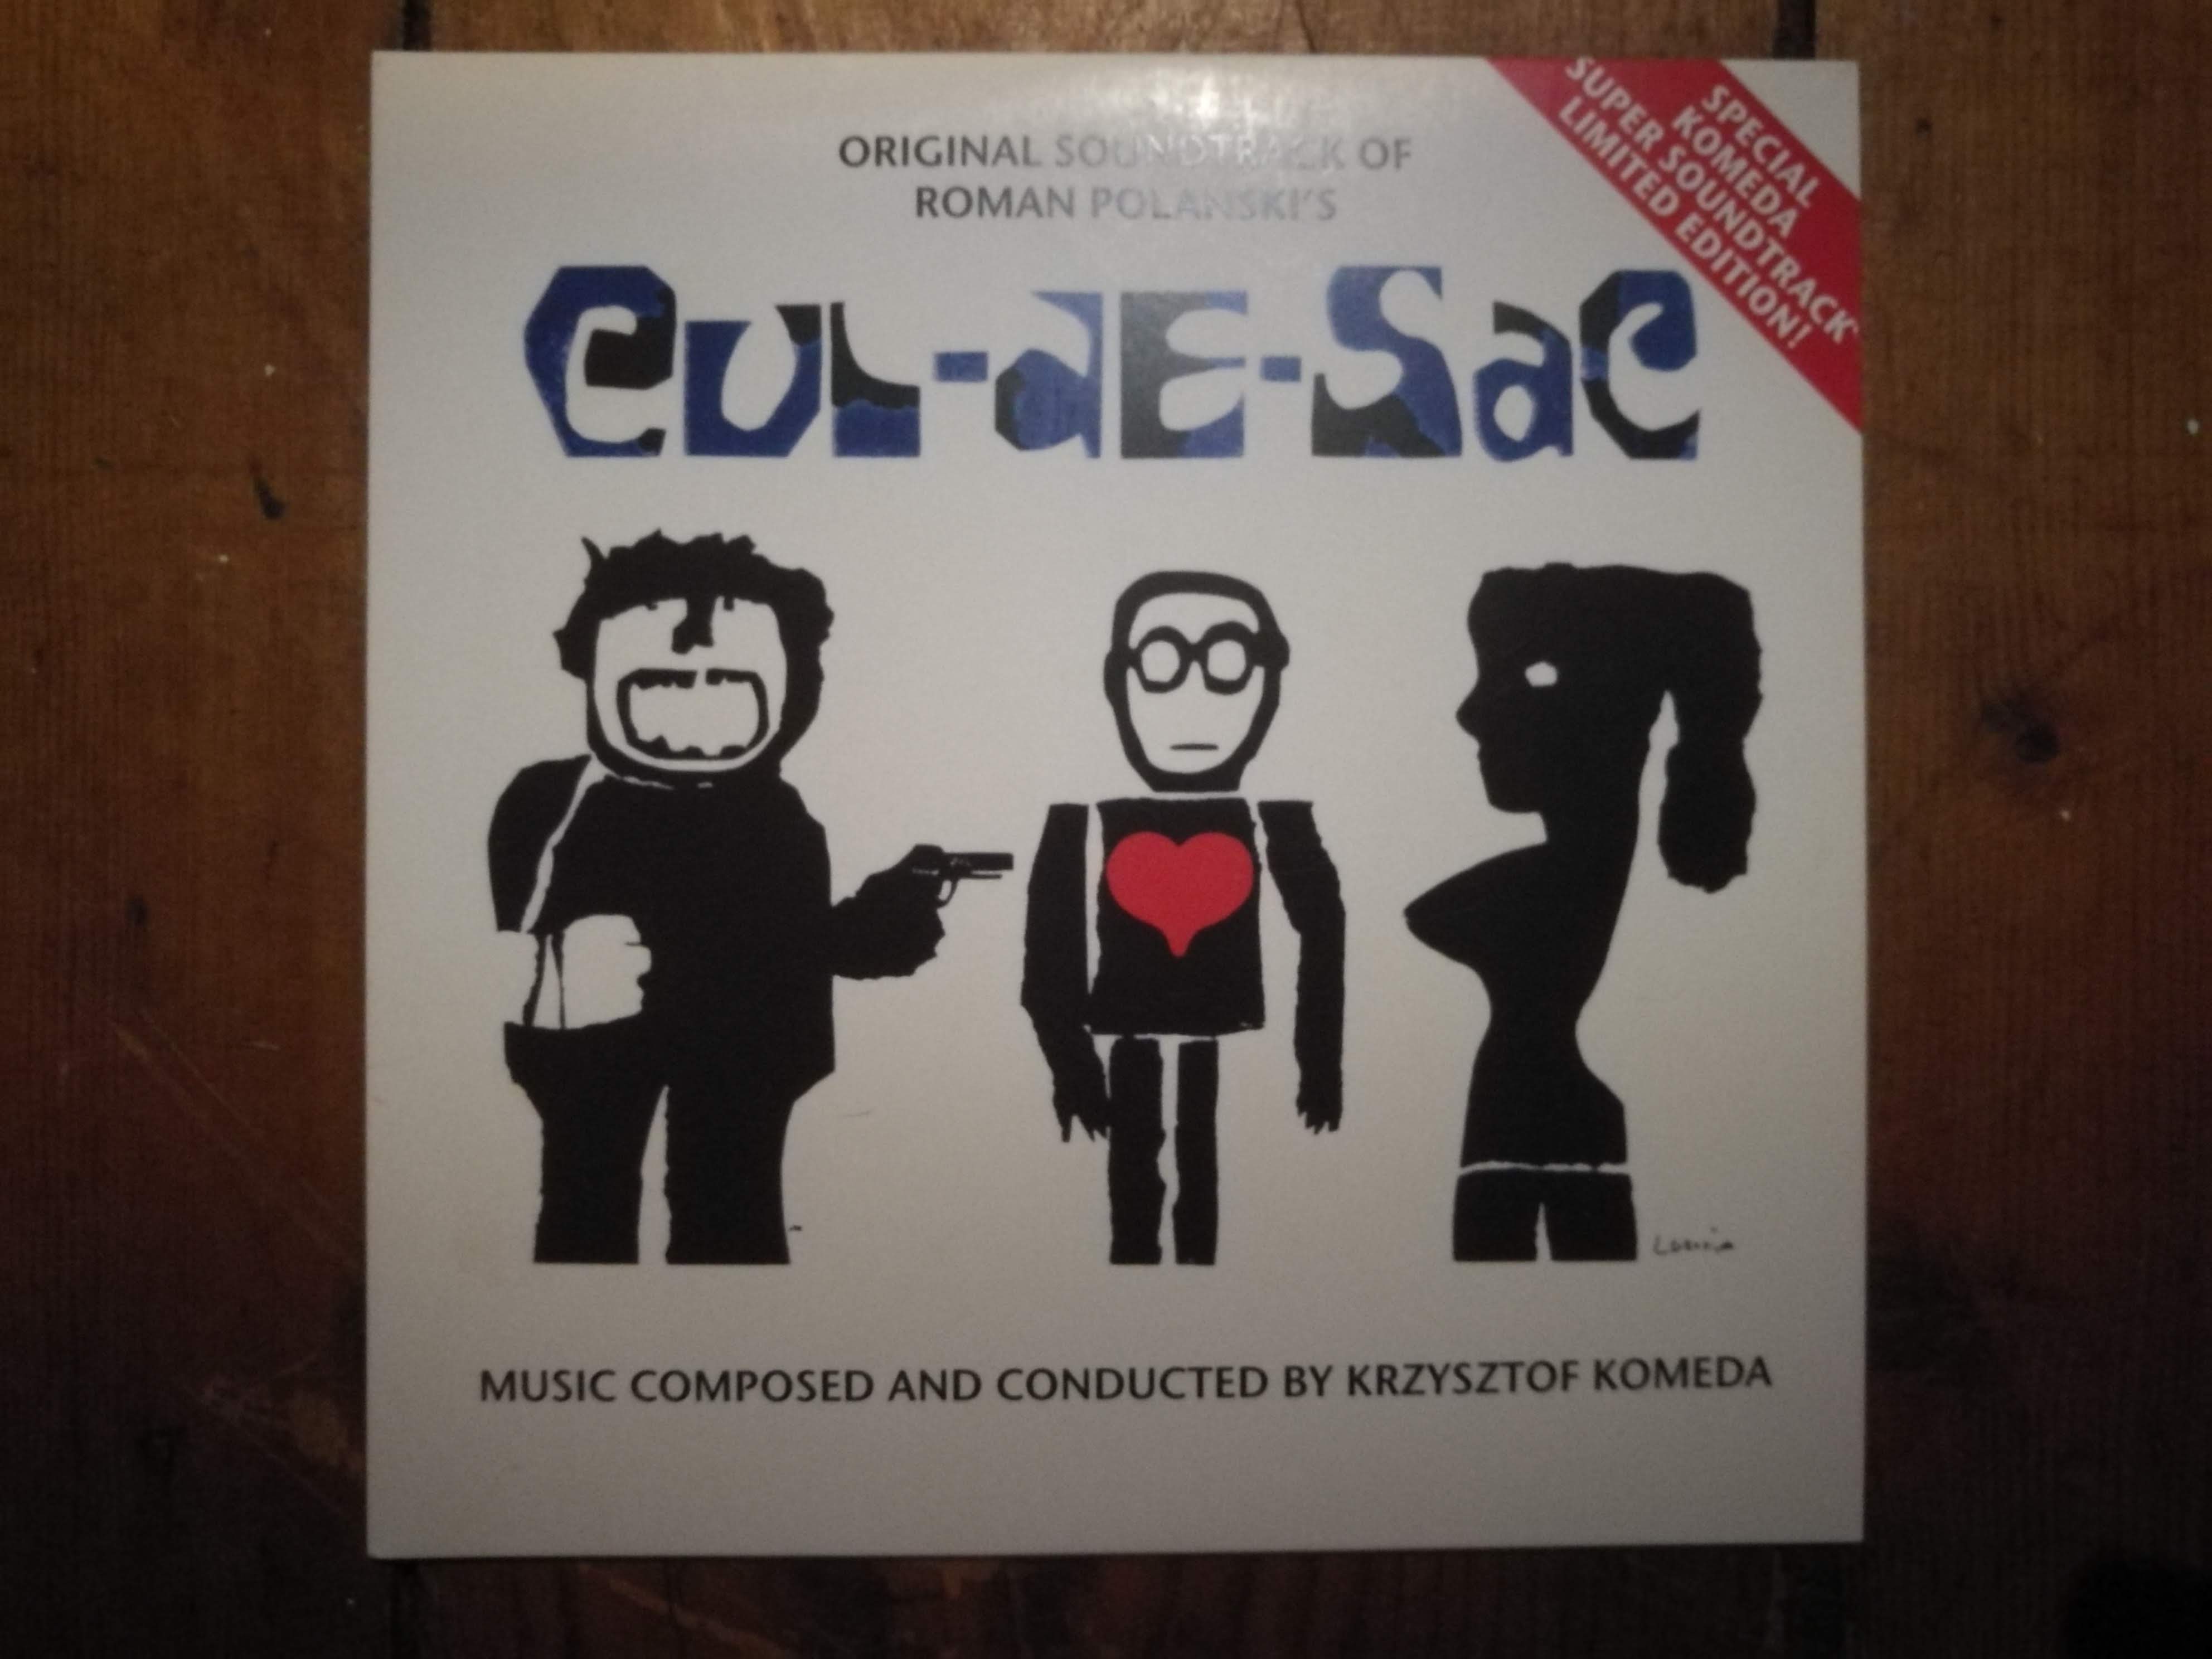 ORIGINAL SOUNDTRACK OF
ROMAN POLANSKI'S
CUL-dE-Sac
SPECIAL
KOMEDA
SUPER SOUNDTRACK
LIMITED EDITION!
MUSIC COMPOSED AND CONDUCTED BY KRZYSZTOF KOMEDA